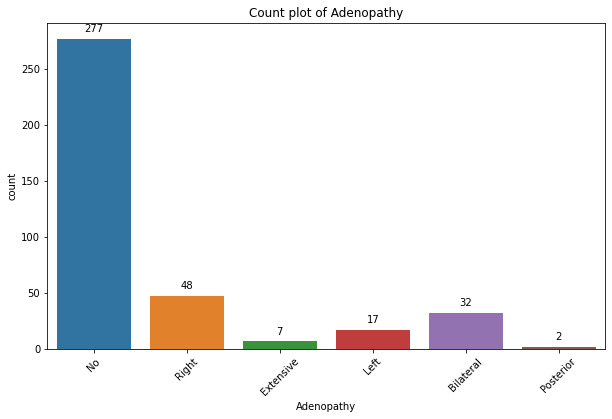 Count plot of Adenopathy
277
250
200
150
count
100
50
0
48
7
17
32
2
No
Right
Extensive
Left
Bilateral
Posterior
Adenopathy